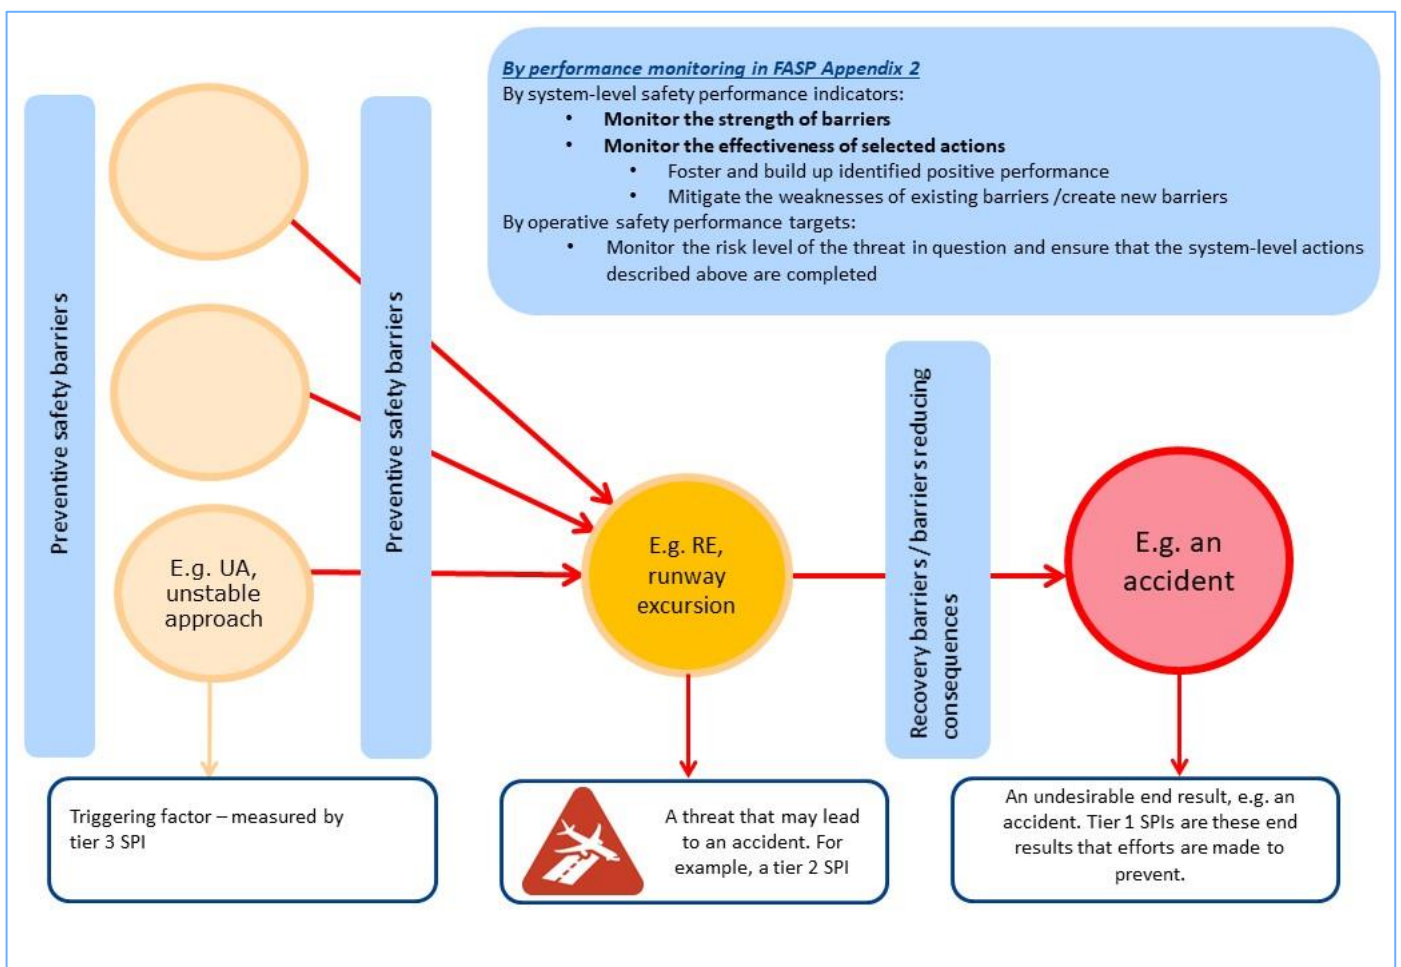 By performance monitoring in FASP Appendix 2
By system-level safety performance indicators:
• Monitor the strength of barriers
• Monitor the effectiveness of selected actions
• Foster and build up identified positive performance
• Mitigate the weaknesses of existing barriers /create new barriers
By operative safety performance targets:
• Monitor the risk level of the threat in question and ensure that the system-level actions
described above are completed
Preventive safety barriers
Preventive safety barriers
E.g. UA,
unstable
approach
E.g. RE,
runway
excursion
Recovery barriers / barriers reducing
consequences
E.g. an
accident
Triggering factor – measured by
tier 3 SPI
A threat that may lead
to an accident. For
example, a tier 2 SPI
An undesirable end result, e.g. an
accident. Tier 1 SPIs are these end
results that efforts are made to
prevent.